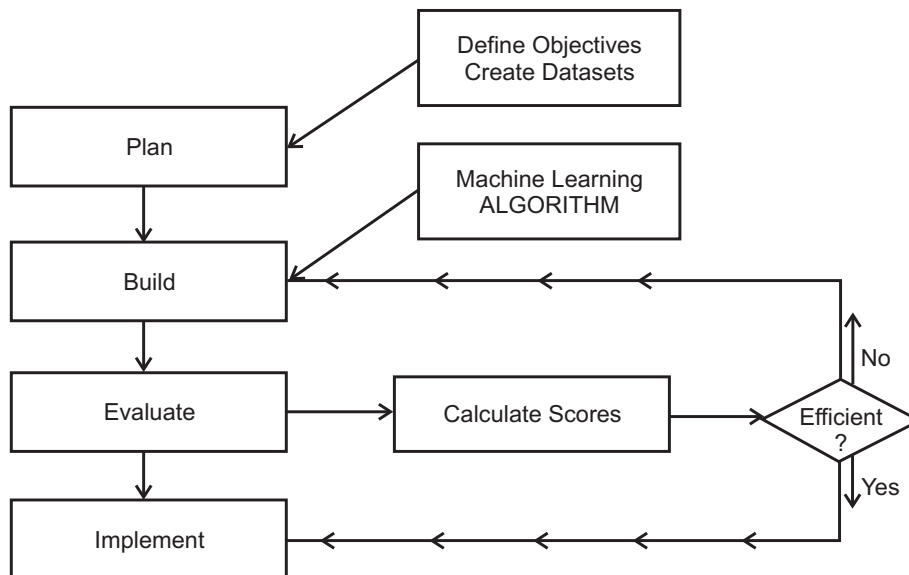 Define Objectives
Create Datasets
Plan
Machine Learning
ALGORITHM
Build
No
Evaluate
Calculate Scores
Efficient
?
Yes
Implement